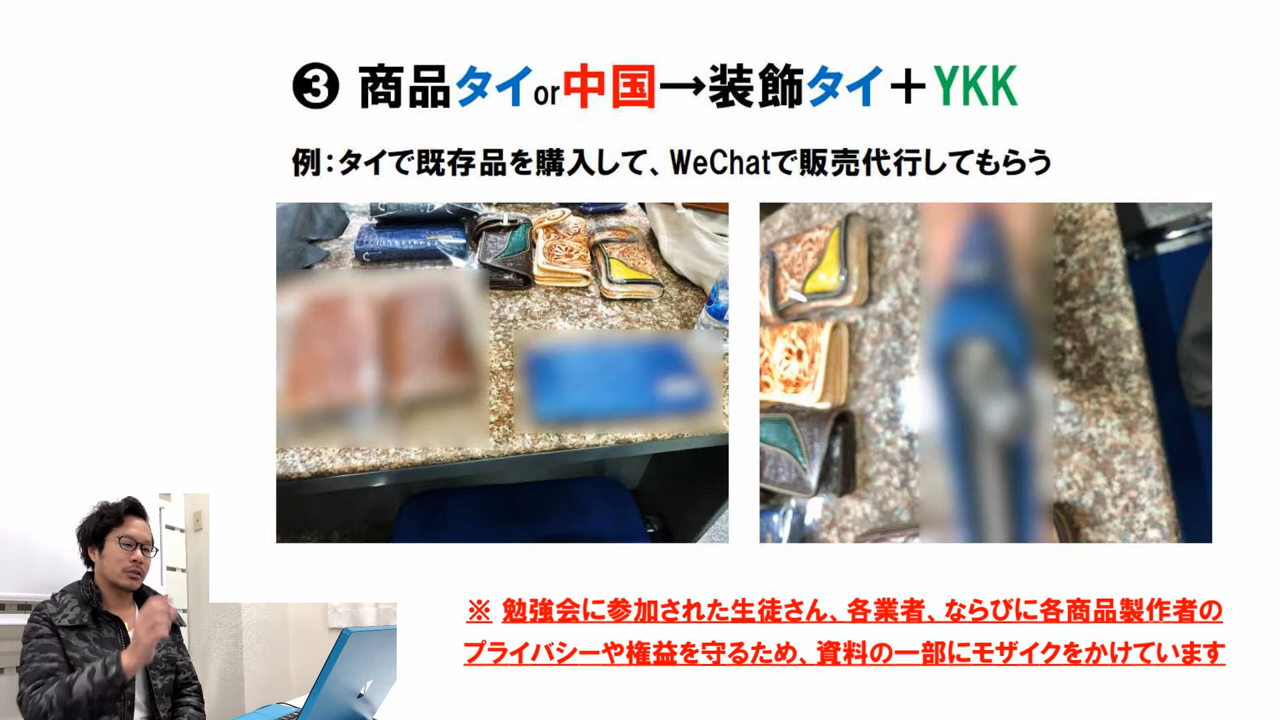 ❸ 商品タイor中国→装飾タイ＋YKK
例：タイで既存品を購入して、WeChatで販売代行してもらう
※ 勉強会に参加された生徒さん、各業者、ならびに各商品製作者の
プライバシーや権益を守るため、資料の一部にモザイクをかけています